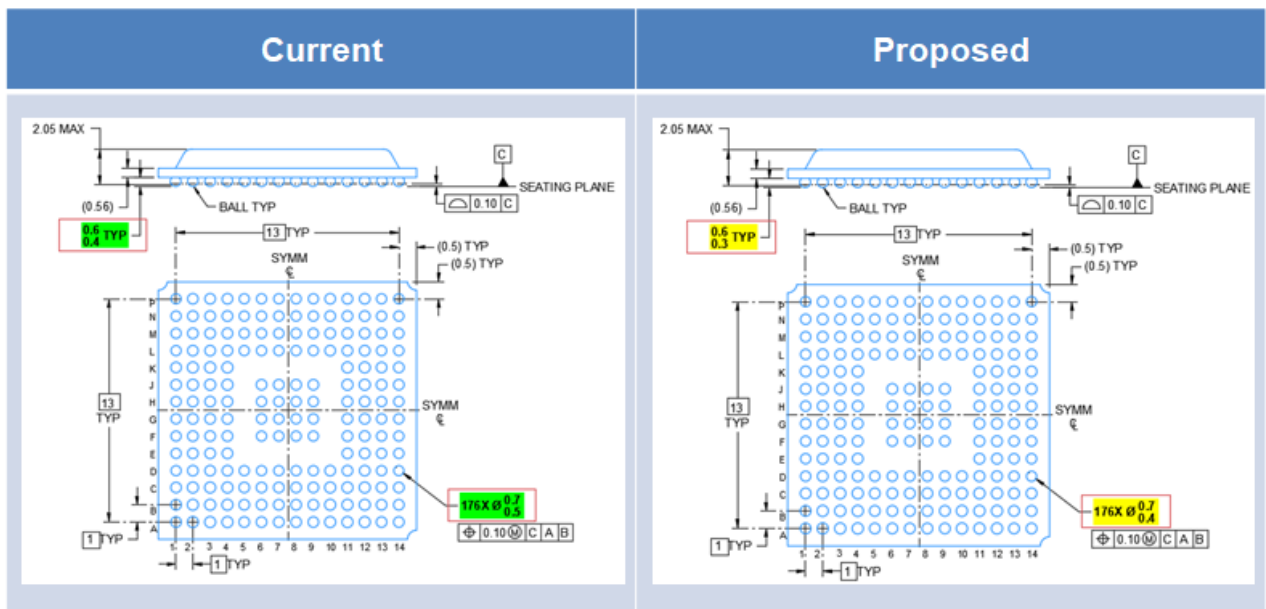 Current
2.05 MAX
C
SEATING PLANE
(0.56)
BALL TYP
0.10 C
0.6
0.4 TYP
13 TYP
(0.5) TYP
(0.5) TYP
SYMM
℄
P
N
M
L
K
J
H
G
F
E
D
C
B
A
13
TYP
SYMM
℄
176X Ø 0.7
0.5
⌖ 0.10 Ⓜ C A B
1 TYP
1 2 3 4 5 6 7 8 9 10 11 12 13 14
1 TYP
Proposed
2.05 MAX
C
SEATING PLANE
(0.56)
BALL TYP
0.10 C
0.6
0.3 TYP
13 TYP
(0.5) TYP
(0.5) TYP
SYMM
℄
P
N
M
L
K
J
H
G
F
E
D
C
B
A
13
TYP
SYMM
℄
176X Ø 0.7
0.4
⌖ 0.10 Ⓜ C A B
1 TYP
1 2 3 4 5 6 7 8 9 10 11 12 13 14
1 TYP